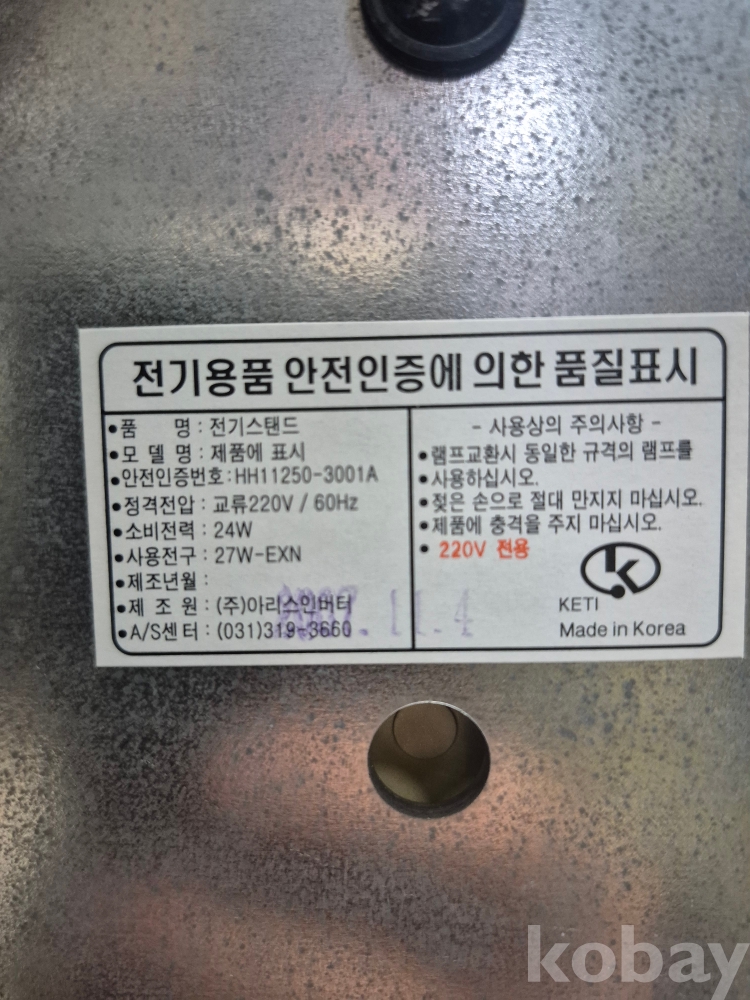 전기용품 안전인증에 의한 품질표시
•품 명 : 전기스탠드
•모 델 명 : 제품에 표시
•안전인증번호:HH11250-3001A
•정격전압 : 교류220V / 60Hz
•소비전력 : 24W
•사용전구 : 27W-EXN
•제조년월 :
•제 조 원 : (주)아리스인버터
•A/S센터 : (031)319-3660
.11.4
- 사용상의 주의사항 -
•램프교환시 동일한 규격의 램프를
•사용하십시오.
•젖은 손으로 절대 만지지 마십시오.
•제품에 충격을 주지 마십시오.
• 220V 전용
KETI
Made in Korea
kobay